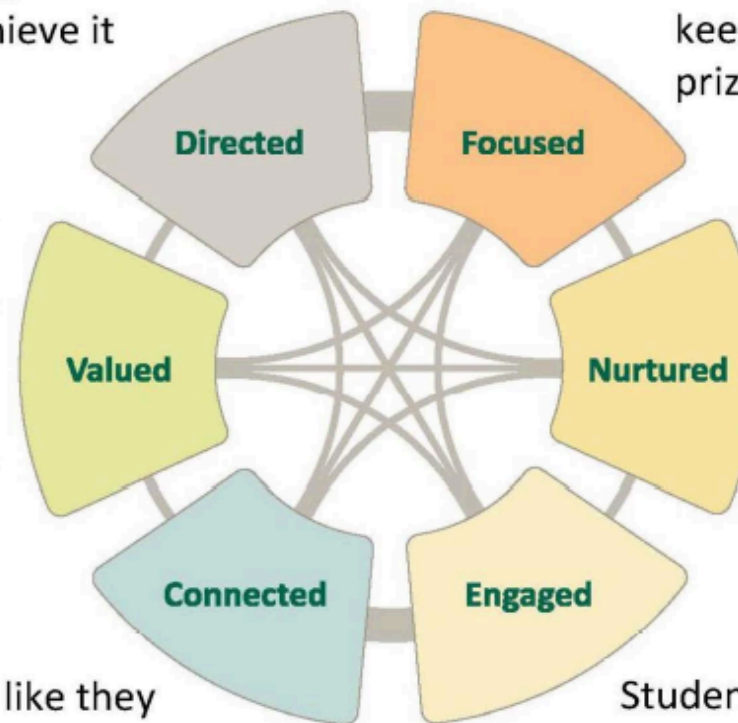 hieve it
kee
priz
Directed
Focused
Valued
Nurtured
Connected
Engaged
like they
Studen